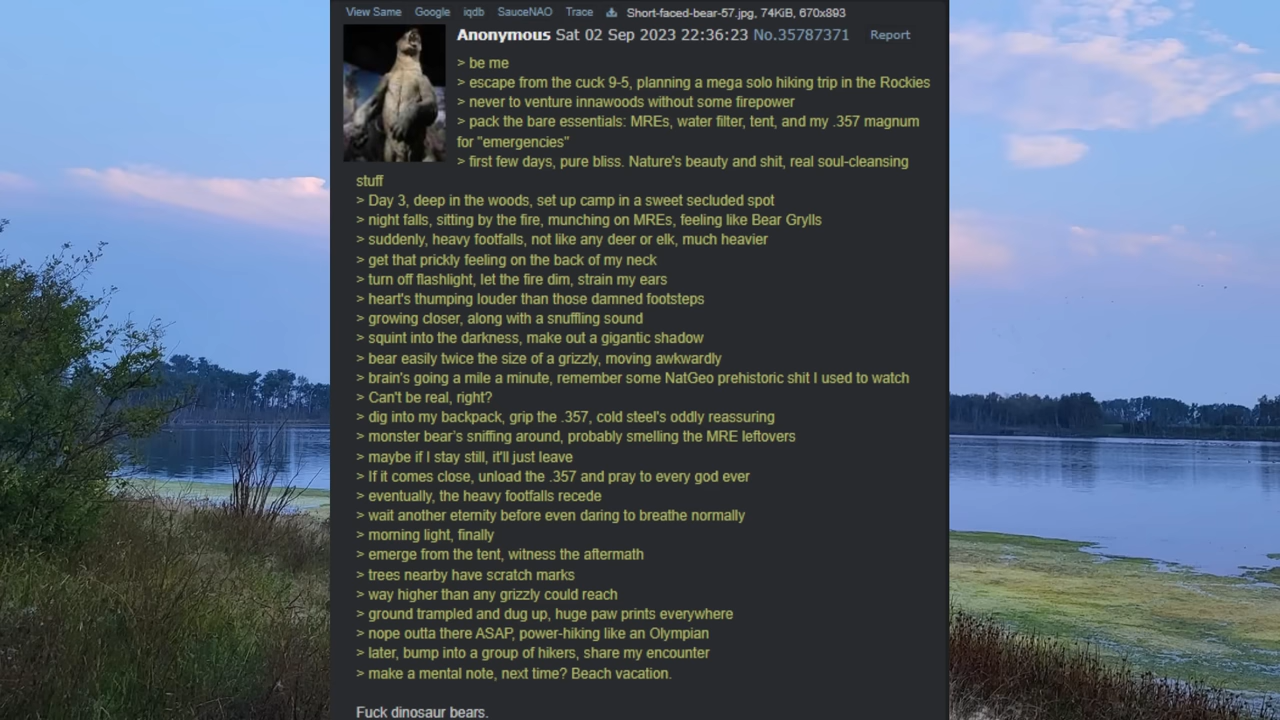 View Same Google iqdb SauceNAO Trace Short-faced-bear-57.jpg, 74KiB, 670x893
Anonymous Sat 02 Sep 2023 22:36:23 No.35787371 Report
> be me
> escape from the cuck 9-5, planning a mega solo hiking trip in the Rockies
> never to venture innawoods without some firepower
> pack the bare essentials: MREs, water filter, tent, and my .357 magnum
for "emergencies"
> first few days, pure bliss. Nature's beauty and shit, real soul-cleansing
stuff
> Day 3, deep in the woods, set up camp in a sweet secluded spot
> night falls, sitting by the fire, munching on MREs, feeling like Bear Grylls
> suddenly, heavy footfalls, not like any deer or elk, much heavier
> get that prickly feeling on the back of my neck
> turn off flashlight, let the fire dim, strain my ears
> heart's thumping louder than those damned footsteps
> growing closer, along with a snuffling sound
> squint into the darkness, make out a gigantic shadow
> bear easily twice the size of a grizzly, moving awkwardly
> brain's going a mile a minute, remember some NatGeo prehistoric shit I used to watch
> Can't be real, right?
> dig into my backpack, grip the .357, cold steel's oddly reassuring
> monster bear's sniffing around, probably smelling the MRE leftovers
> maybe if I stay still, it'll just leave
> If it comes close, unload the .357 and pray to every god ever
> eventually, the heavy footfalls recede
> wait another eternity before even daring to breathe normally
> morning light, finally
> emerge from the tent, witness the aftermath
> trees nearby have scratch marks
> way higher than any grizzly could reach
> ground trampled and dug up, huge paw prints everywhere
> nope outta there ASAP, power-hiking like an Olympian
> later, bump into a group of hikers, share my encounter
> make a mental note, next time? Beach vacation.
Fuck dinosaur bears.